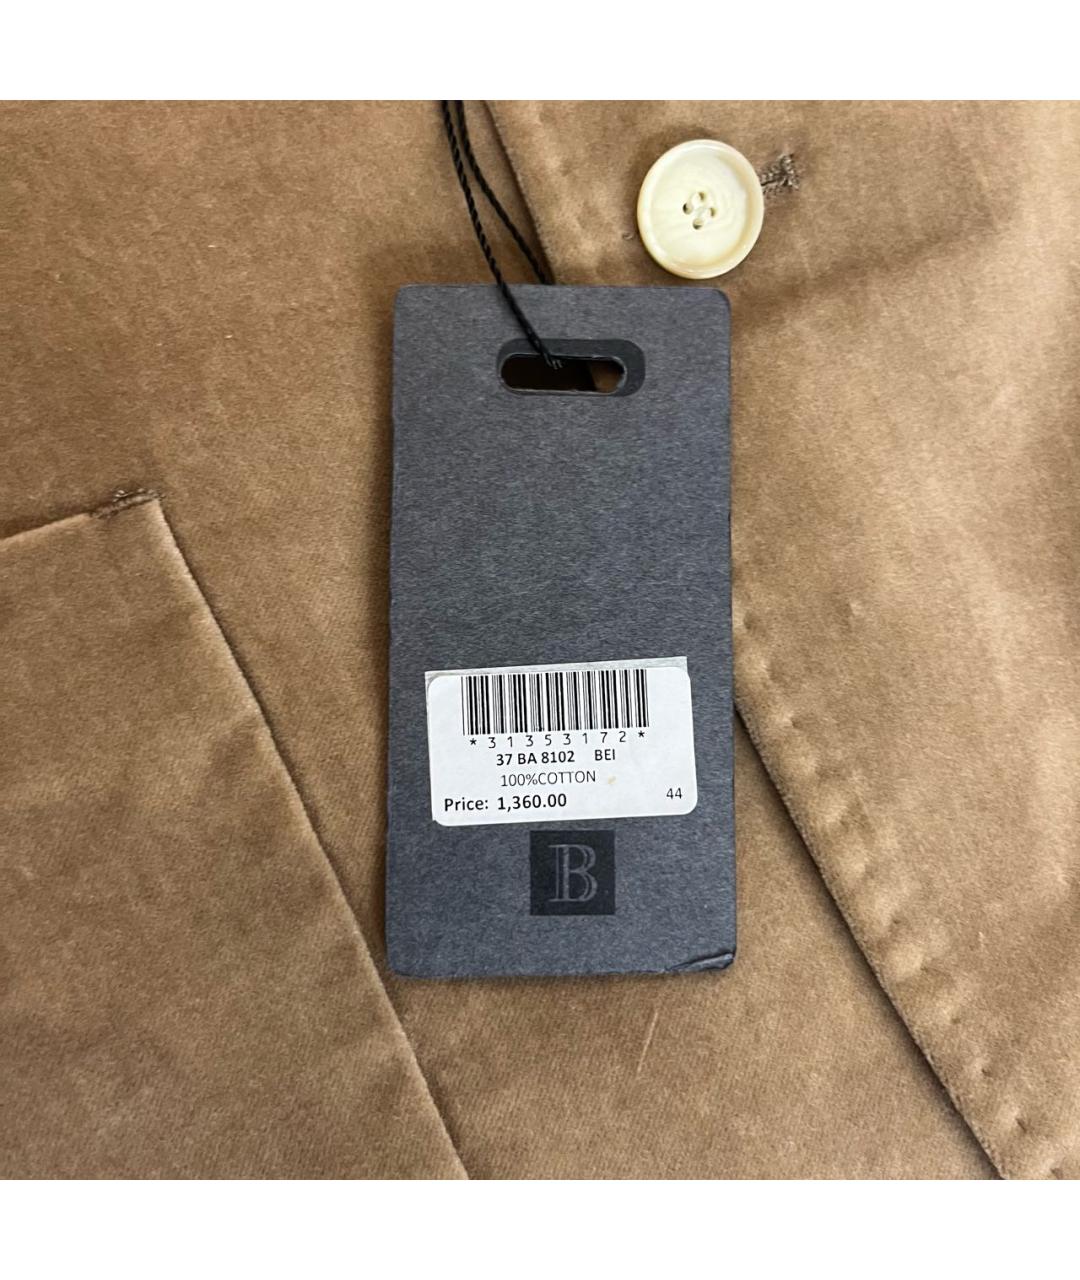 *31353172*
37 BA 8102 BEI
100%COTTON
Price: 1,360.00 44
B